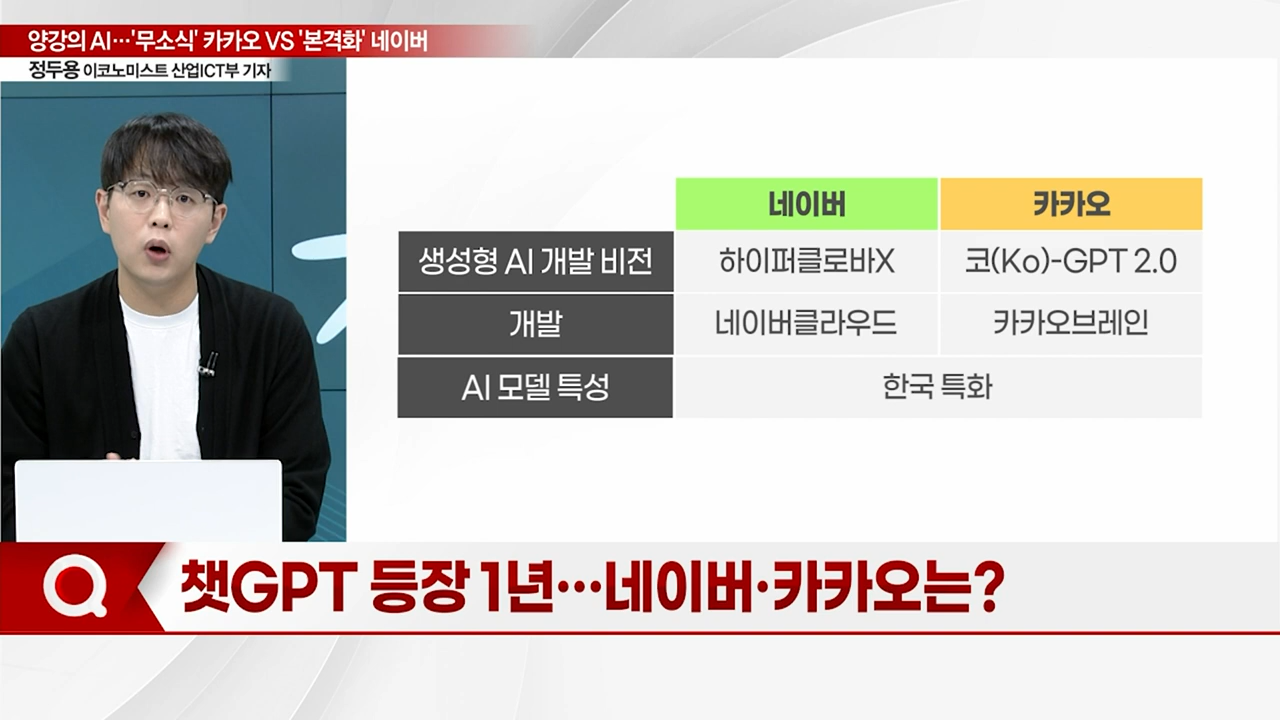 양강의 AI…'무소식' 카카오 VS '본격화' 네이버
정두용 이코노미스트 산업ICT부 기자
네이버 카카오
생성형 AI 개발 비전 하이퍼클로바X 코(Ko)-GPT 2.0
개발 네이버클라우드 카카오브레인
AI 모델 특성 한국 특화
Q 챗GPT 등장 1년…네이버·카카오는?